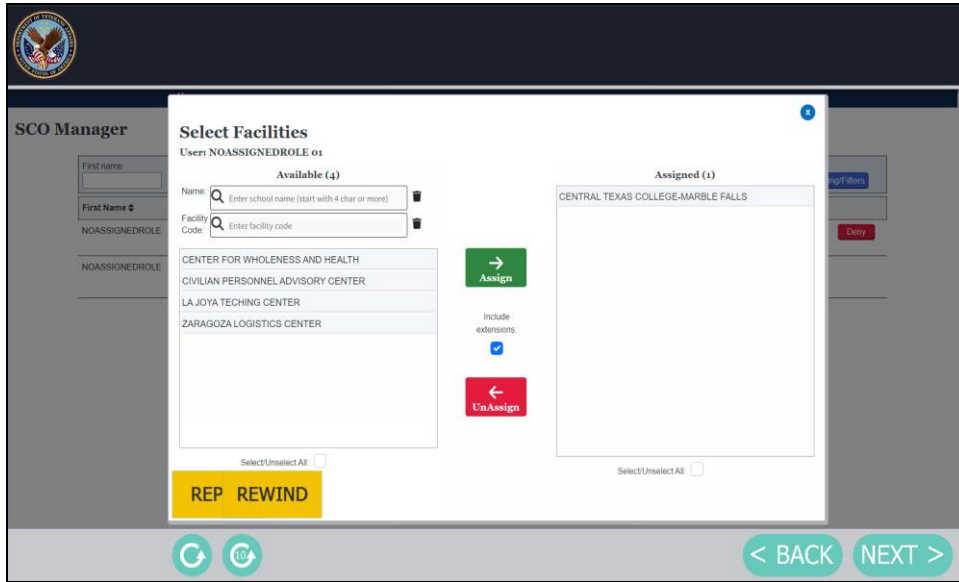 SCO Manager
First name
First Name
NOASSIGNEDROLE
NOASSIGNEDROLE
ng/Filters
Deny
x
Select Facilities
User: NOASSIGNEDROLE 01
Available (4)
Name:
Enter school name (start with 4 char or more)
Facility
Code:
Enter facility code
CENTER FOR WHOLENESS AND HEALTH
CIVILIAN PERSONNEL ADVISORY CENTER
LA JOYA TECHING CENTER
ZARAGOZA LOGISTICS CENTER
Select/Unselect All:
Assign
Include
extensions
UnAssign
Assigned (1)
CENTRAL TEXAS COLLEGE-MARBLE FALLS
Select/Unselect All:
REP REWIND
10
< BACK NEXT >